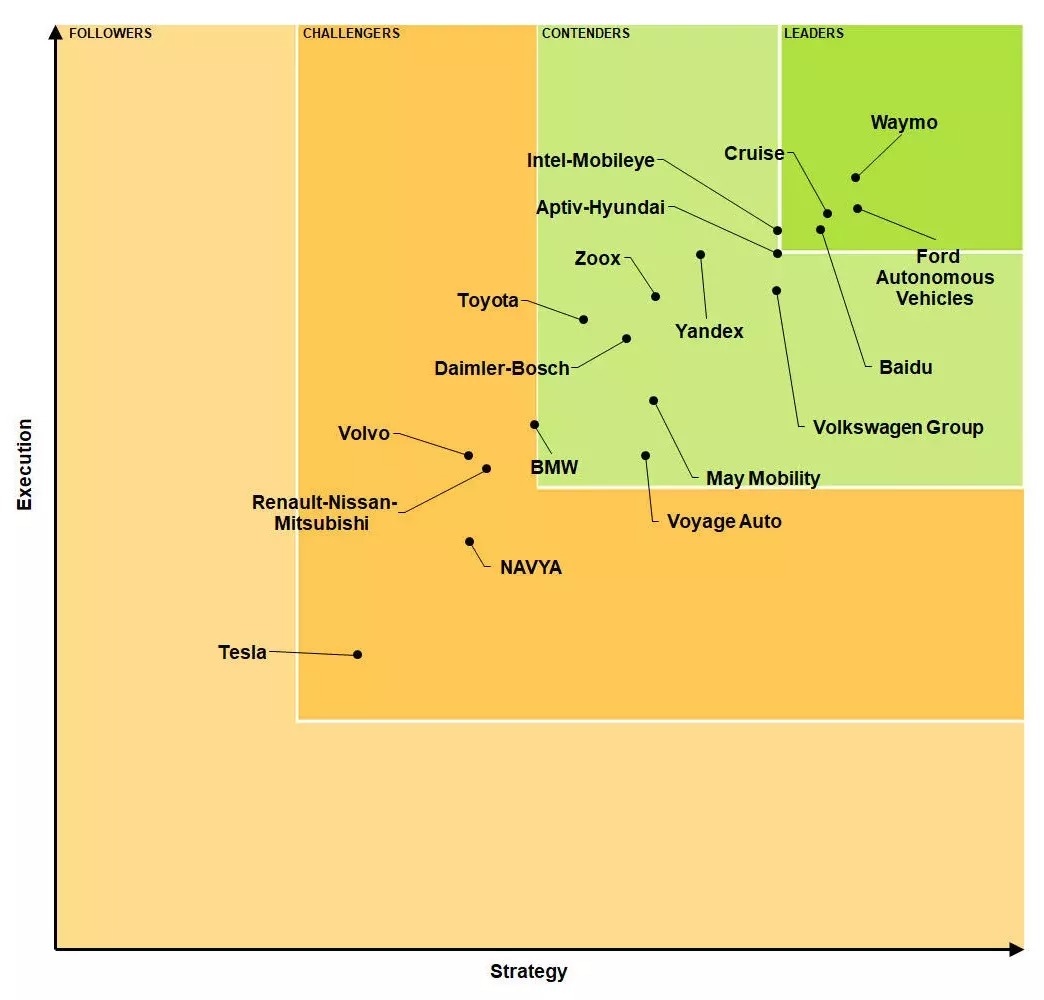 FOLLOWERS
CHALLENGERS
CONTENDERS
LEADERS
Waymo
Cruise
Intel-Mobileye
Aptiv-Hyundai
Zoox
Ford
Autonomous
Vehicles
Toyota
Yandex
Daimler-Bosch
Baidu
Volkswagen Group
Volvo
BMW
May Mobility
Renault-Nissan-
Mitsubishi
Voyage Auto
NAVYA
Tesla
Execution
Strategy